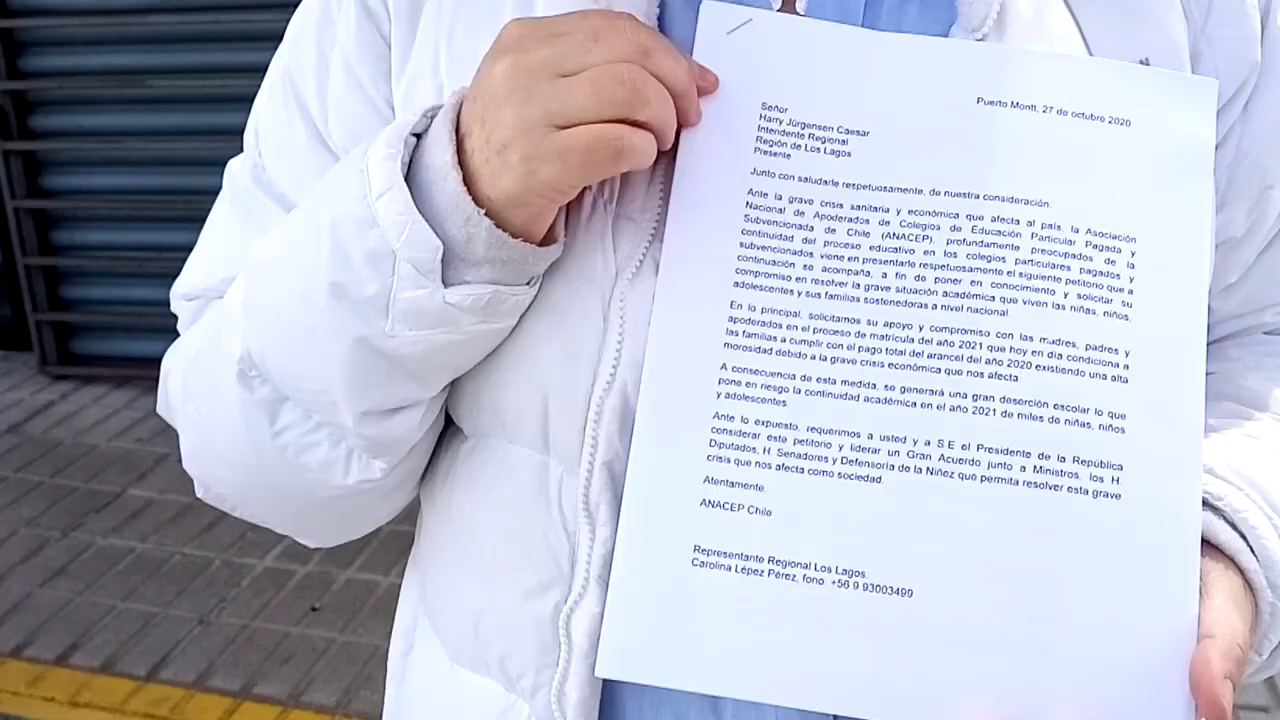 Puerto Montt, 27 de octubre 2020
Señor
Harry Jürgensen Caesar
Intendente Regional
Región de Los Lagos
Presente
Junto con saludarle respetuosamente, de nuestra consideración.
Ante la grave crisis sanitaria y económica que afecta al país, la Asociación
Nacional de Apoderados de Colegios de Educación Particular Pagada y
Subvencionada de Chile (ANACEP), profundamente preocupados de la
continuidad del proceso educativo en los colegios particulares pagados y
subvencionados viene en presentarle respetuosamente el siguiente petitorio que a
continuación se acompaña, a fin de poner en conocimiento y solicitar su
compromiso en resolver la grave situación académica que viven las niñas, niños,
adolescentes y sus familias sostenedoras a nivel nacional.
En lo principal, solicitamos su apoyo y compromiso con las madres, padres y
apoderados en el proceso de matrícula del año 2021 que hoy en día condiciona a
las familias a cumplir con el pago total del arancel del año 2020 existiendo una alta
morosidad debido a la grave crisis económica que nos afecta.
A consecuencia de esta medida, se generará una gran deserción escolar lo que
pone en riesgo la continuidad académica en el año 2021 de miles de niñas, niños
y adolescentes.
Ante lo expuesto, requerimos a usted y a S.E el Presidente de la República
considerar este petitorio y liderar un Gran Acuerdo junto a Ministros, los H.
Diputados, H. Senadores y Defensoría de la Niñez que permita resolver esta grave
crisis que nos afecta como sociedad.
Atentamente.
ANACEP Chile
Representante Regional Los Lagos.
Carolina Lépez Pérez, fono +56 9 93003499